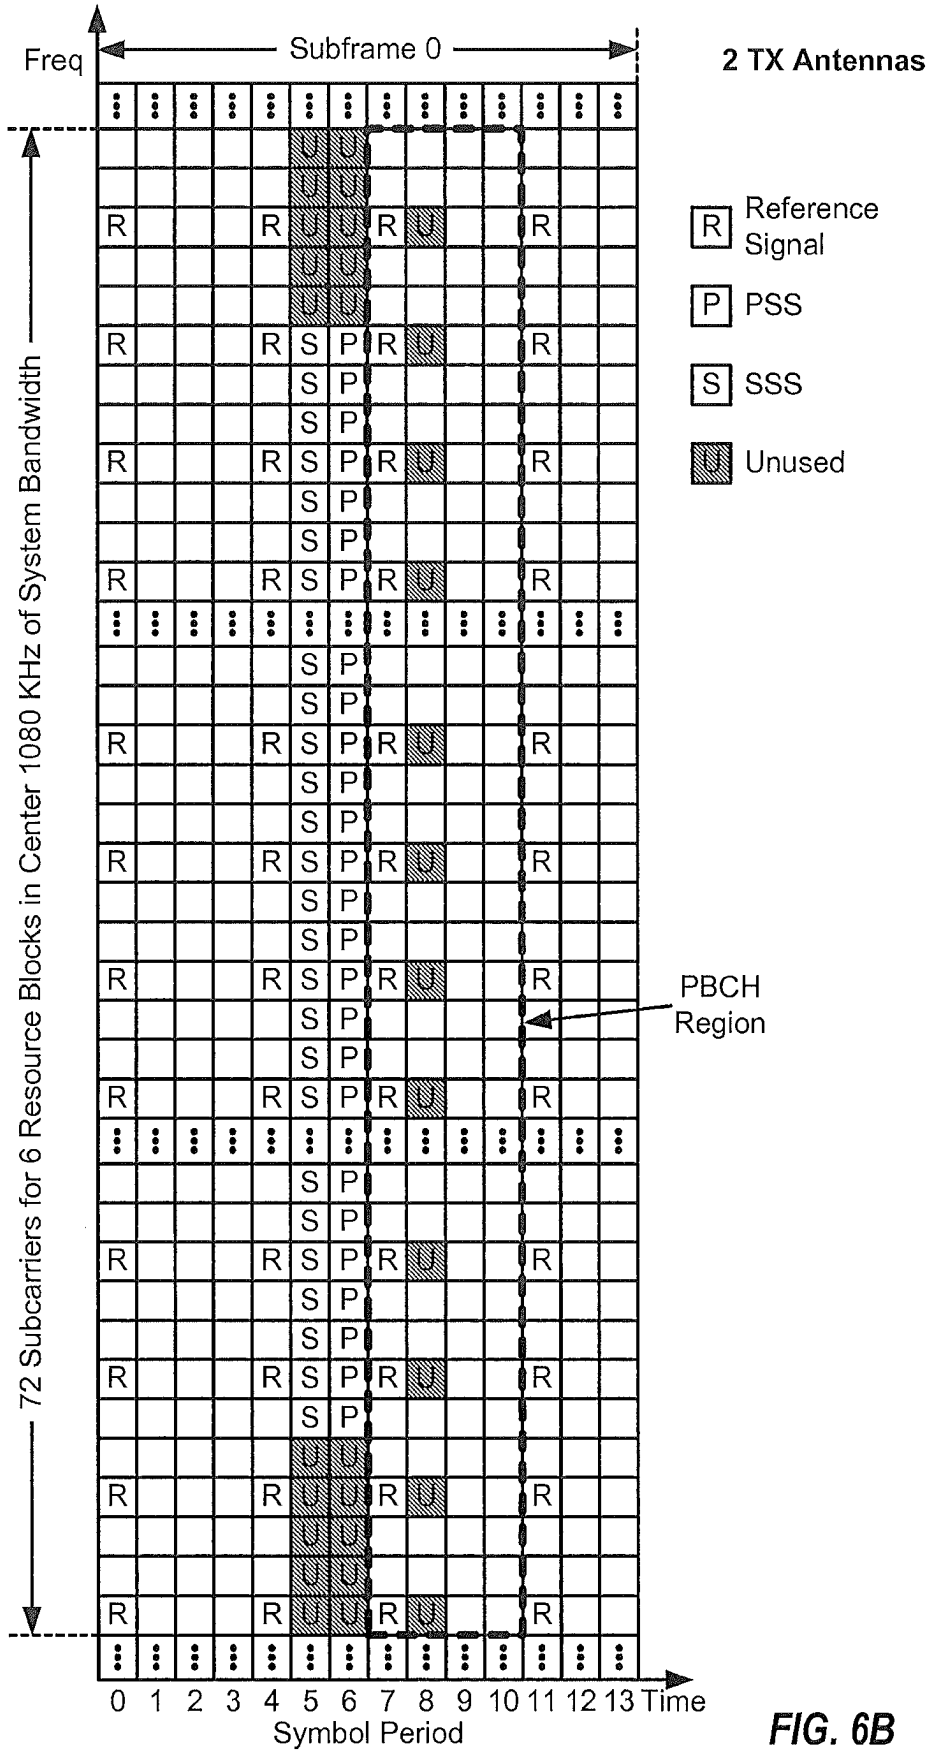 Freq
Subframe 0
2 TX Antennas
72 Subcarriers for 6 Resource Blocks in Center 1080 KHz of System Bandwidth
U U
U U
R R U U R U R
U U
U U
R R S P R U R
S P
S P
R R S P R U R
S P
S P
R R S P R U R
S P
S P
R R S P R U R
S P
S P
R R S P R U R
S P
S P
R R S P R U R
S P
S P
R R S P R U R
S P
S P
R R S P R U R
S P
S P
R R S P R U R
S P
U U
R R U U R U R
U U
U U
R R U U R U R
R Reference
Signal
P PSS
S SSS
U Unused
PBCH
Region
0 1 2 3 4 5 6 7 8 9 10 11 12 13 Time
Symbol Period
FIG. 6B